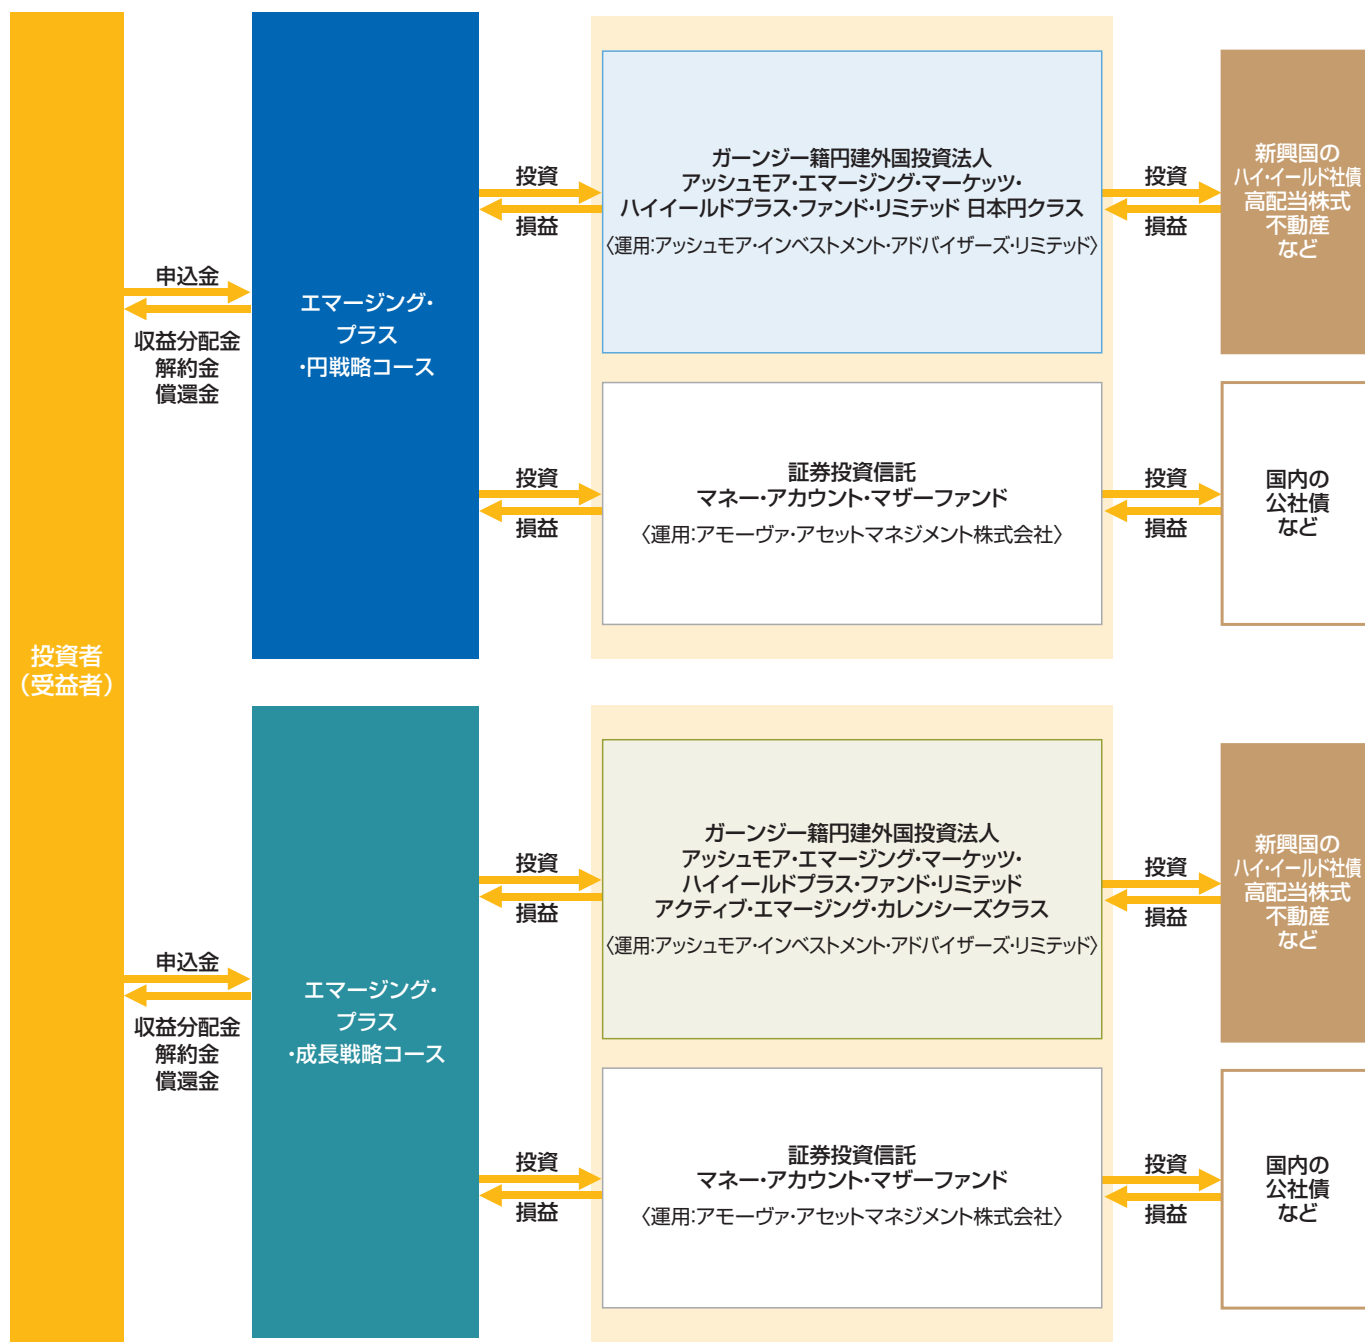 投資者
（受益者）
申込金
収益分配金
解約金
償還金
エマージング・
プラス
・円戦略コース
投資
損益
ガーンジー籍円建外国投資法人
アッシュモア・エマージング・マーケッツ・
ハイイールドプラス・ファンド・リミテッド 日本円クラス
〈運用:アッシュモア・インベストメント・アドバイザーズ・リミテッド〉
投資
損益
新興国の
ハイ・イールド社債
高配当株式
不動産
など
投資
損益
証券投資信託
マネー・アカウント・マザーファンド
〈運用:アモーヴァ・アセットマネジメント株式会社〉
投資
損益
国内の
公社債
など
申込金
収益分配金
解約金
償還金
エマージング・
プラス
・成長戦略コース
投資
損益
ガーンジー籍円建外国投資法人
アッシュモア・エマージング・マーケッツ・
ハイイールドプラス・ファンド・リミテッド
アクティブ・エマージング・カレンシーズクラス
〈運用:アッシュモア・インベストメント・アドバイザーズ・リミテッド〉
投資
損益
新興国の
ハイ・イールド社債
高配当株式
不動産
など
投資
損益
証券投資信託
マネー・アカウント・マザーファンド
〈運用:アモーヴァ・アセットマネジメント株式会社〉
投資
損益
国内の
公社債
など